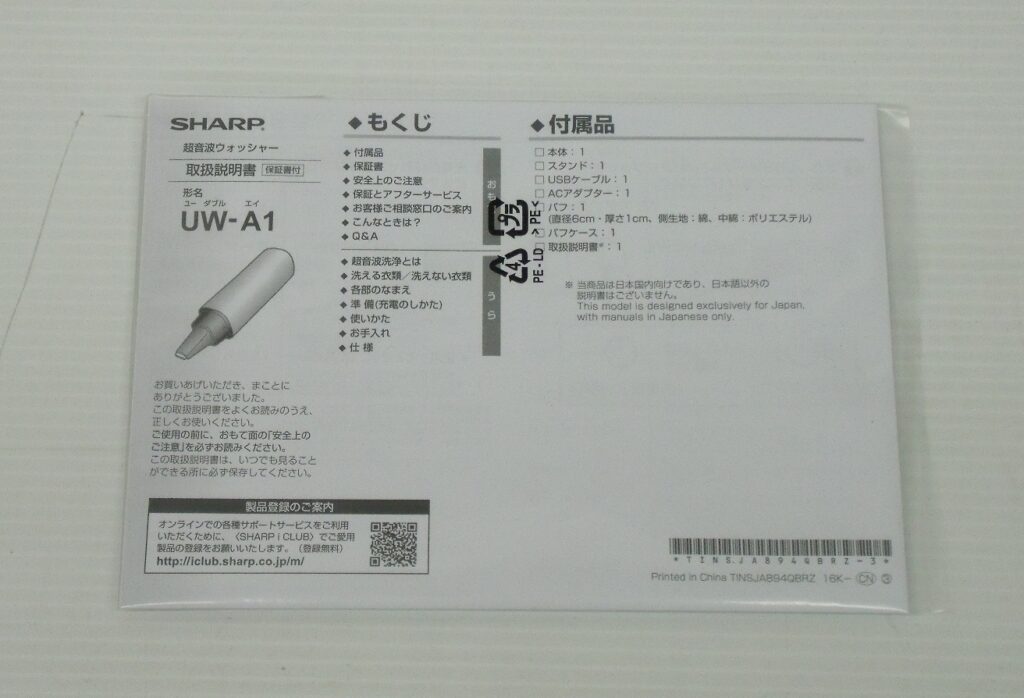 SHARP
超音波ウォッシャー
取扱説明書 保証書付
形名
ユー ダブル エイ
UW-A1
お買いあげいただき、まことに
ありがとうございました。
この取扱説明書をよくお読みのうえ、
正しくお使いください。
ご使用の前に、おもて面の「安全上の
ご注意」を必ずお読みください。
この取扱説明書は、いつでも見ること
ができる所に必ず保存してください。
製品登録のご案内
オンラインでの各種サポートサービスをご利用
いただくために、〈SHARP i CLUB〉でご愛用
製品の登録をお願いいたします。(登録無料)
http://iclub.sharp.co.jp/m/
◆もくじ
◆付属品
◆保証書
◆安全上のご注意
◆保証とアフターサービス
◆お客様ご相談窓口のご案内
◆こんなときは?
◆Q&A
おも
◆超音波洗浄とは
◆洗える衣類/洗えない衣類
◆各部のなまえ
◆準 備(充電のしかた)
◆使いかた
◆お手入れ
◆仕 様
うら
プラ
PE<
4
PE-LD >
◆付属品
□本体:1
□スタンド:1
□USBケーブル:1
□ACアダプター:1
□パフ:1
(直径6cm・厚さ1cm、側生地:綿、中綿:ポリエステル)
□パフケース:1
□取扱説明書※:1
※ 当商品は日本国内向けであり、日本語以外の
説明書はございません。
This model is designed exclusively for Japan,
with manuals in Japanese only.
*TINSJA894QBRZ-3*
Printed in China TINSJA894QBRZ 16K- CN ③